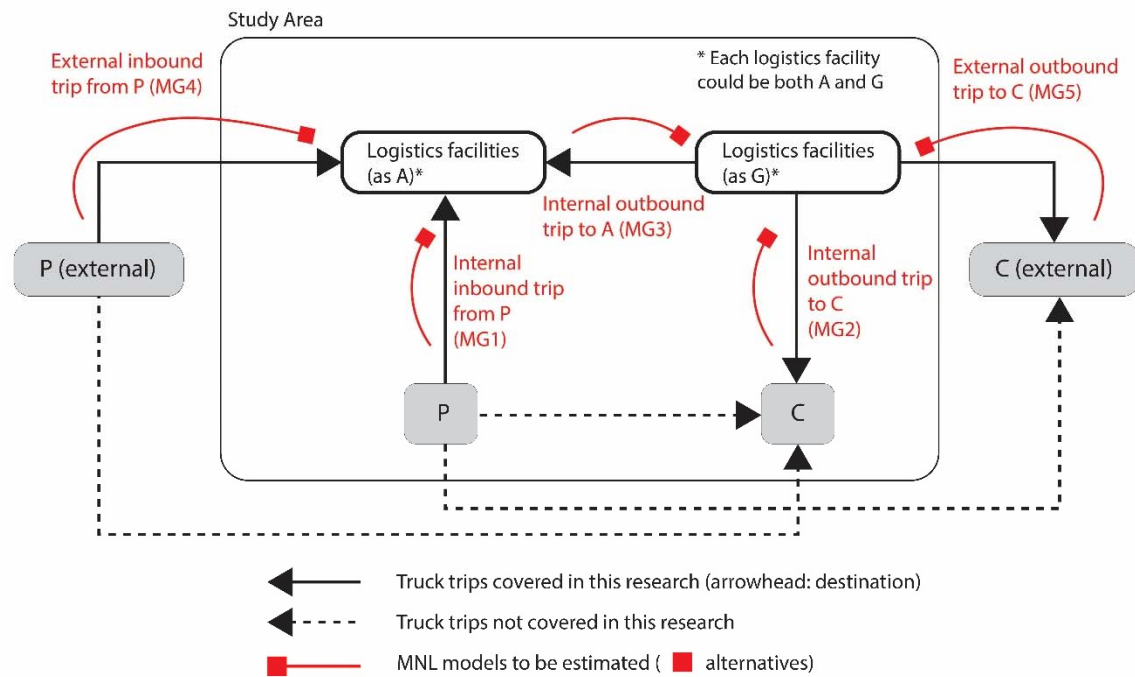 Study Area
External inbound
trip from P (MG4)
* Each logistics facility
could be both A and G
External outbound
trip to C (MG5)
Logistics facilities
(as A)*
Logistics facilities
(as G)*
Internal outbound
trip to A (MG3)
P (external)
C (external)
Internal
inbound trip
from P
(MG1)
Internal
outbound trip
to C
(MG2)
P
C
Truck trips covered in this research (arrowhead: destination)
Truck trips not covered in this research
MNL models to be estimated ( alternatives)